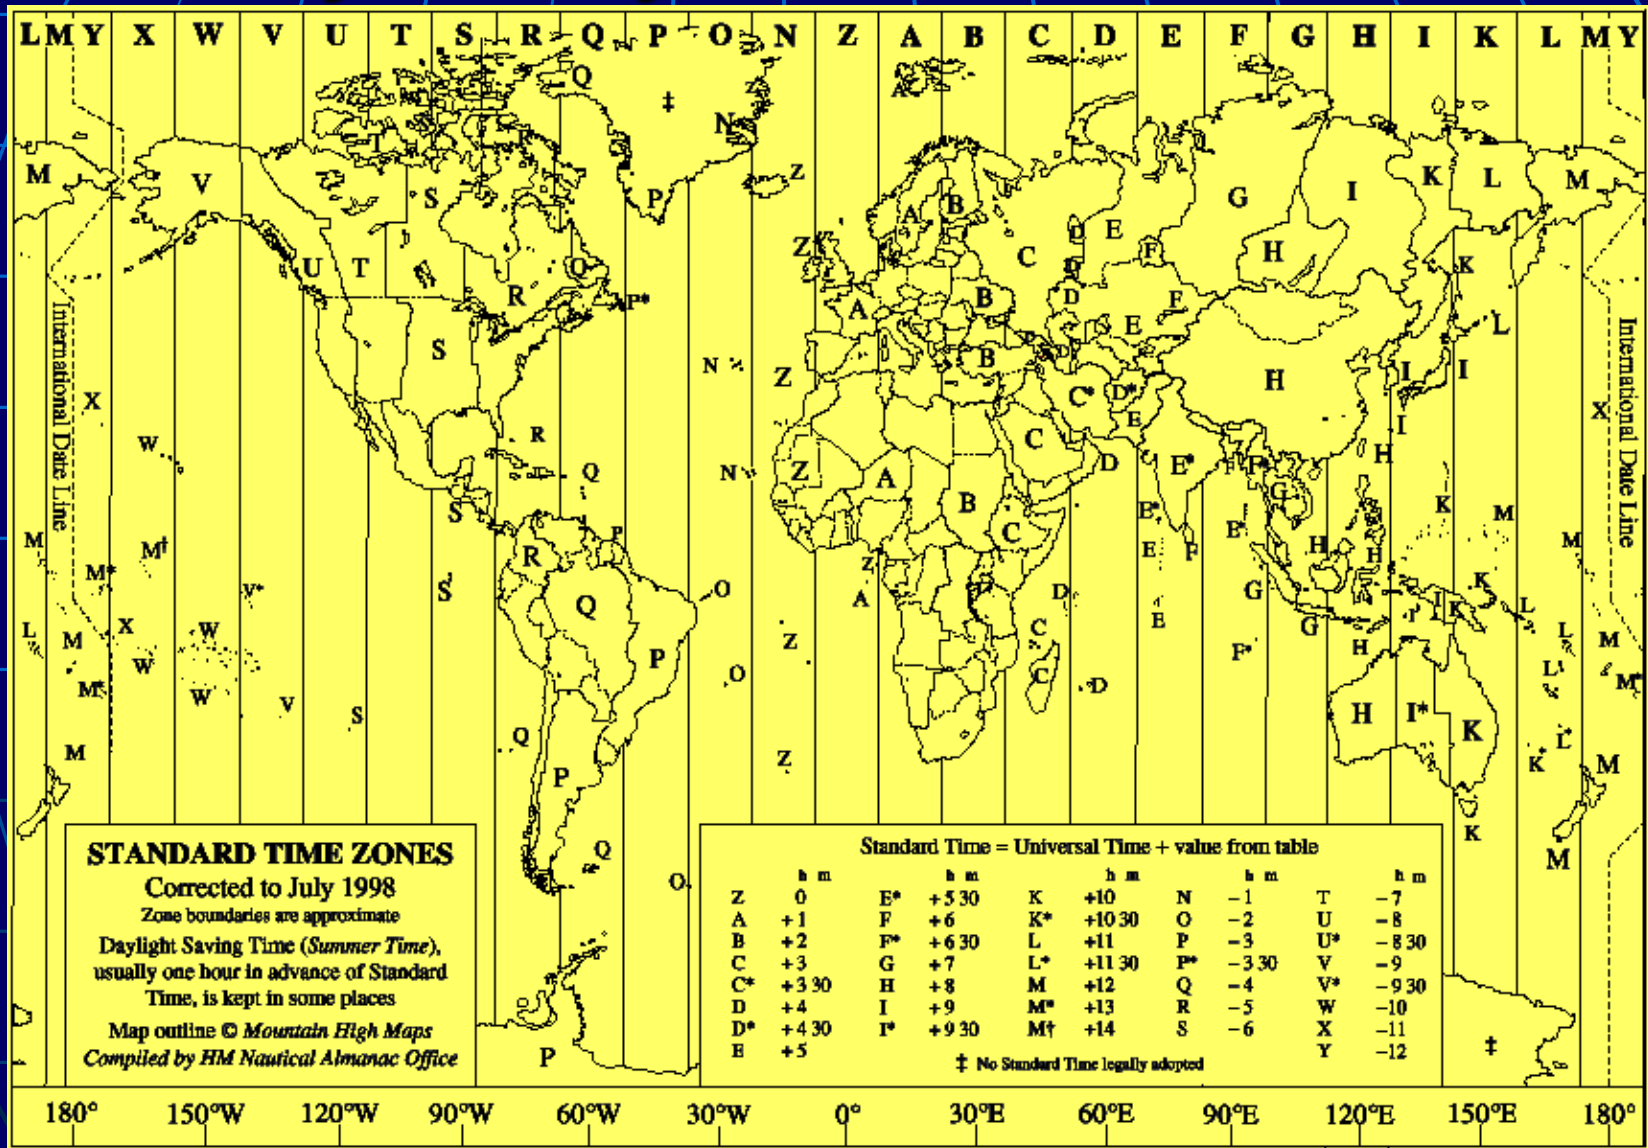 L M Y X W V U T S R Q P O N Z A B C D E F G H I K L M Y
Q
A
Z
‡
N
T
R
Z
M
V
S
P
A
B
G
I
K
L
M
Z
D
E
C
F
H
U
T
Q
D
K
R
P*
A
B
D
F
E
L
S
N
Z
B
D
H
I
I
X
C*
D*
E
X
W
R
C
I
H
Q
N
Z
A
D
E*
F
F*
G
S
B
E*
K
M
M
M†
P
C
E*
H
H
M
R
E
F
M*
V*
S
Z
O
D
G
K
A
Q
E
I
I
K
L
L
M
X
W
Z
C
G
L
M
W
P
F*
H
L*
M*
W
O
C
D
M*
V
S
H
I*
K
Q
L*
M
Z
K*
M
P
K
M
Q
O
P
‡
International Date Line
International Date Line
STANDARD TIME ZONES
Corrected to July 1998
Zone boundaries are approximate
Daylight Saving Time (Summer Time),
usually one hour in advance of Standard
Time, is kept in some places
Map outline © Mountain High Maps
Compiled by HM Nautical Almanac Office
Standard Time = Universal Time + value from table
h m h m h m h m h m
Z 0 E* +5 30 K +10 N −1 T −7
A +1 F +6 K* +10 30 O −2 U −8
B +2 F* +6 30 L +11 P −3 U* −8 30
C +3 G +7 L* +11 30 P* −3 30 V −9
C* +3 30 H +8 M +12 Q −4 V* −9 30
D +4 I +9 M* +13 R −5 W −10
D* +4 30 I* +9 30 M† +14 S −6 X −11
E +5 Y −12
‡ No Standard Time legally adopted
180° 150°W 120°W 90°W 60°W 30°W 0° 30°E 60°E 90°E 120°E 150°E 180°